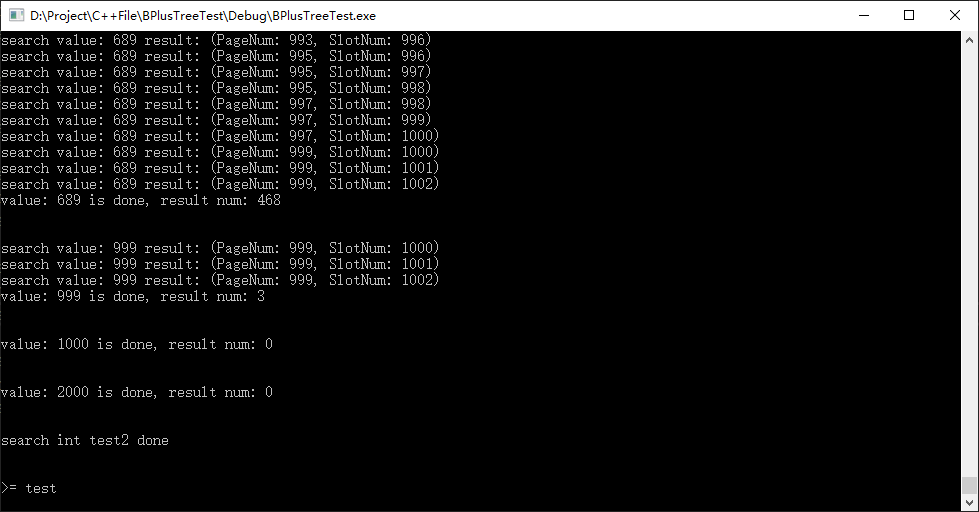 D:\Project\C++File\BPlusTreeTest\Debug\BPlusTreeTest.exe
search value: 689 result: (PageNum: 993, SlotNum: 996)
search value: 689 result: (PageNum: 995, SlotNum: 996)
search value: 689 result: (PageNum: 995, SlotNum: 997)
search value: 689 result: (PageNum: 995, SlotNum: 998)
search value: 689 result: (PageNum: 997, SlotNum: 998)
search value: 689 result: (PageNum: 997, SlotNum: 999)
search value: 689 result: (PageNum: 997, SlotNum: 1000)
search value: 689 result: (PageNum: 999, SlotNum: 1000)
search value: 689 result: (PageNum: 999, SlotNum: 1001)
search value: 689 result: (PageNum: 999, SlotNum: 1002)
value: 689 is done, result num: 468
search value: 999 result: (PageNum: 999, SlotNum: 1000)
search value: 999 result: (PageNum: 999, SlotNum: 1001)
search value: 999 result: (PageNum: 999, SlotNum: 1002)
value: 999 is done, result num: 3
value: 1000 is done, result num: 0
value: 2000 is done, result num: 0
search int test2 done
>= test